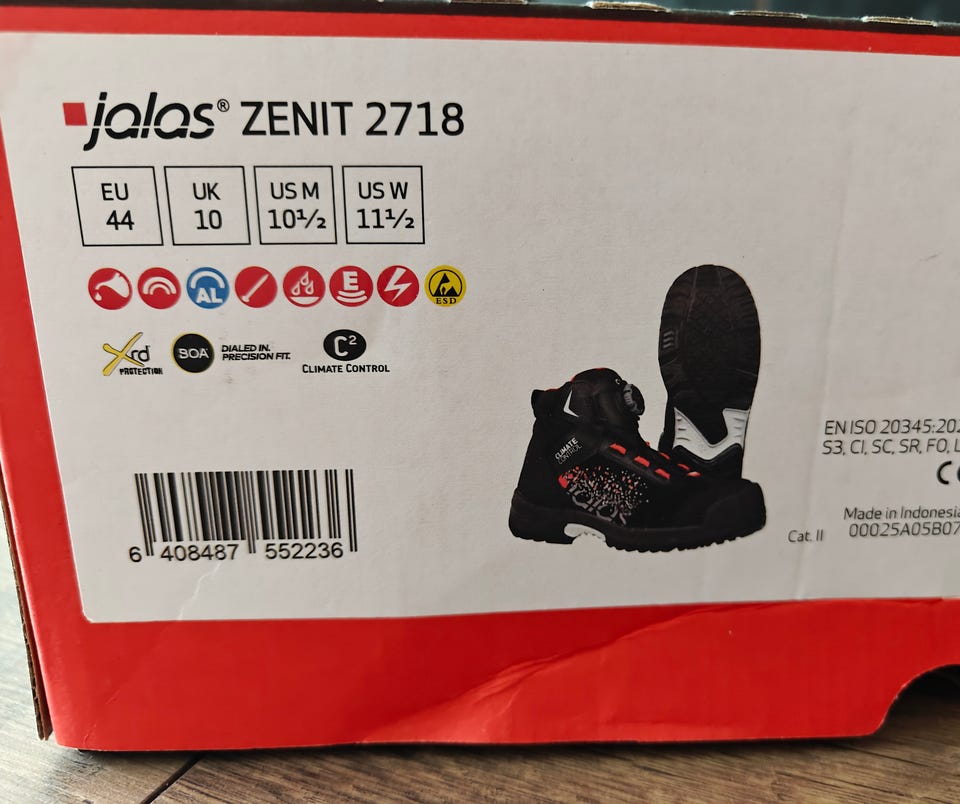 jalas® ZENIT 2718
EU UK US M US W
44 10 10½ 11½
AL E ESD
Xrd PROTECTION
BOA DIALED IN. PRECISION FIT.
C² CLIMATE CONTROL
CLIMATE CONTROL
EN ISO 20345:202
S3, CI, SC, SR, FO, L
CE
Made in Indonesia
Cat. II 00025A05B07
6 408487 552236